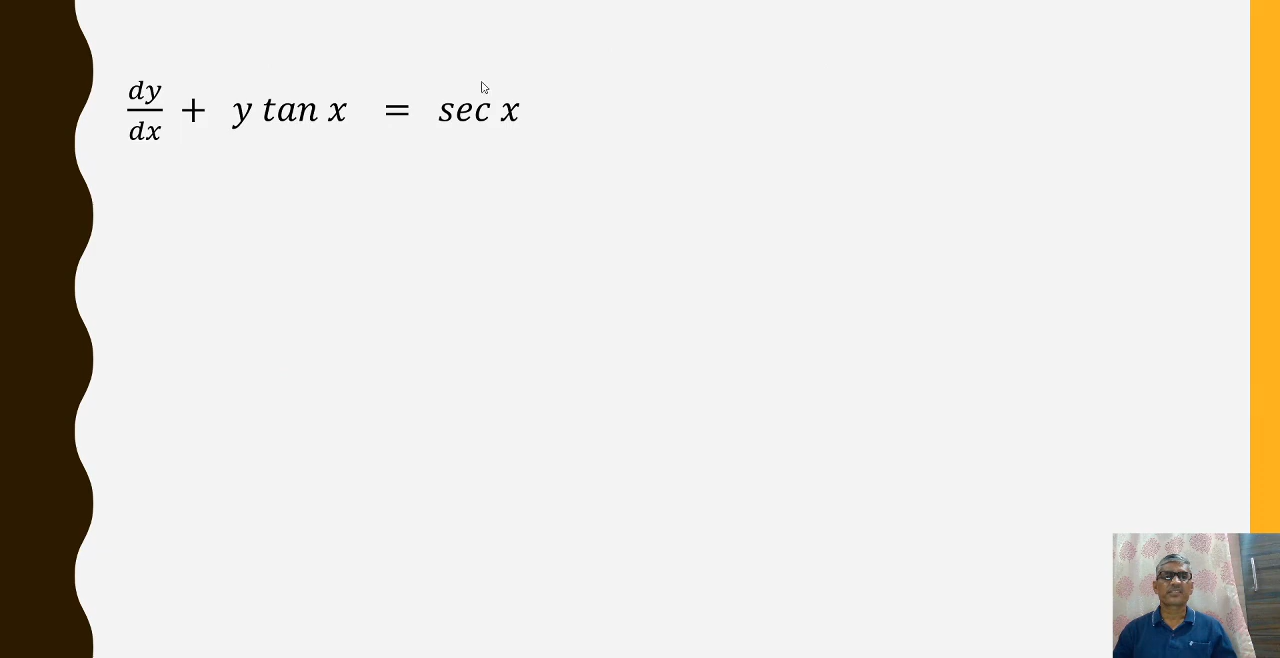 dy/dx + y tan x = sec x